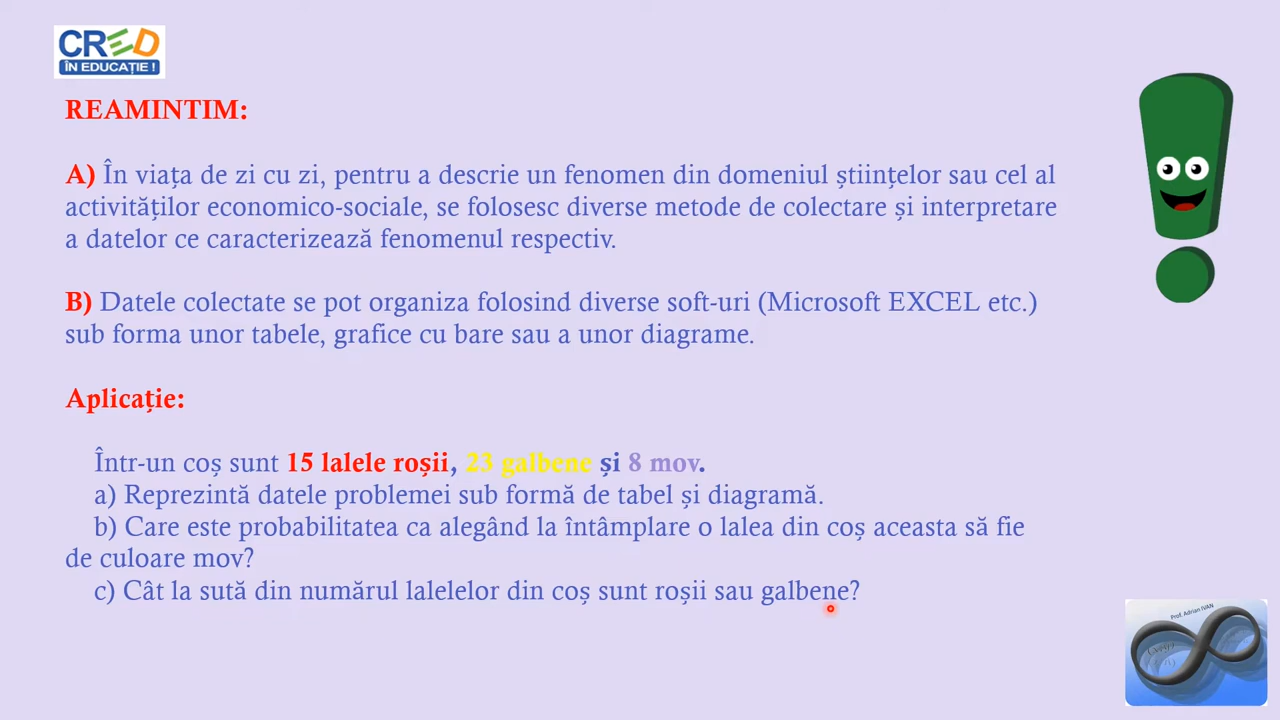 CRED
ÎN EDUCAȚIE !
REAMINTIM:
A) În viața de zi cu zi, pentru a descrie un fenomen din domeniul științelor sau cel al
activităților economico-sociale, se folosesc diverse metode de colectare și interpretare
a datelor ce caracterizează fenomenul respectiv.
B) Datele colectate se pot organiza folosind diverse soft-uri (Microsoft EXCEL etc.)
sub forma unor tabele, grafice cu bare sau a unor diagrame.
Aplicație:
Într-un coș sunt 15 lalele roșii, 23 galbene și 8 mov.
a) Reprezintă datele problemei sub formă de tabel și diagramă.
b) Care este probabilitatea ca alegând la întâmplare o lalea din coș aceasta să fie
de culoare mov?
c) Cât la sută din numărul lalelelor din coș sunt roșii sau galbene?
Prof. Adrian IVAN